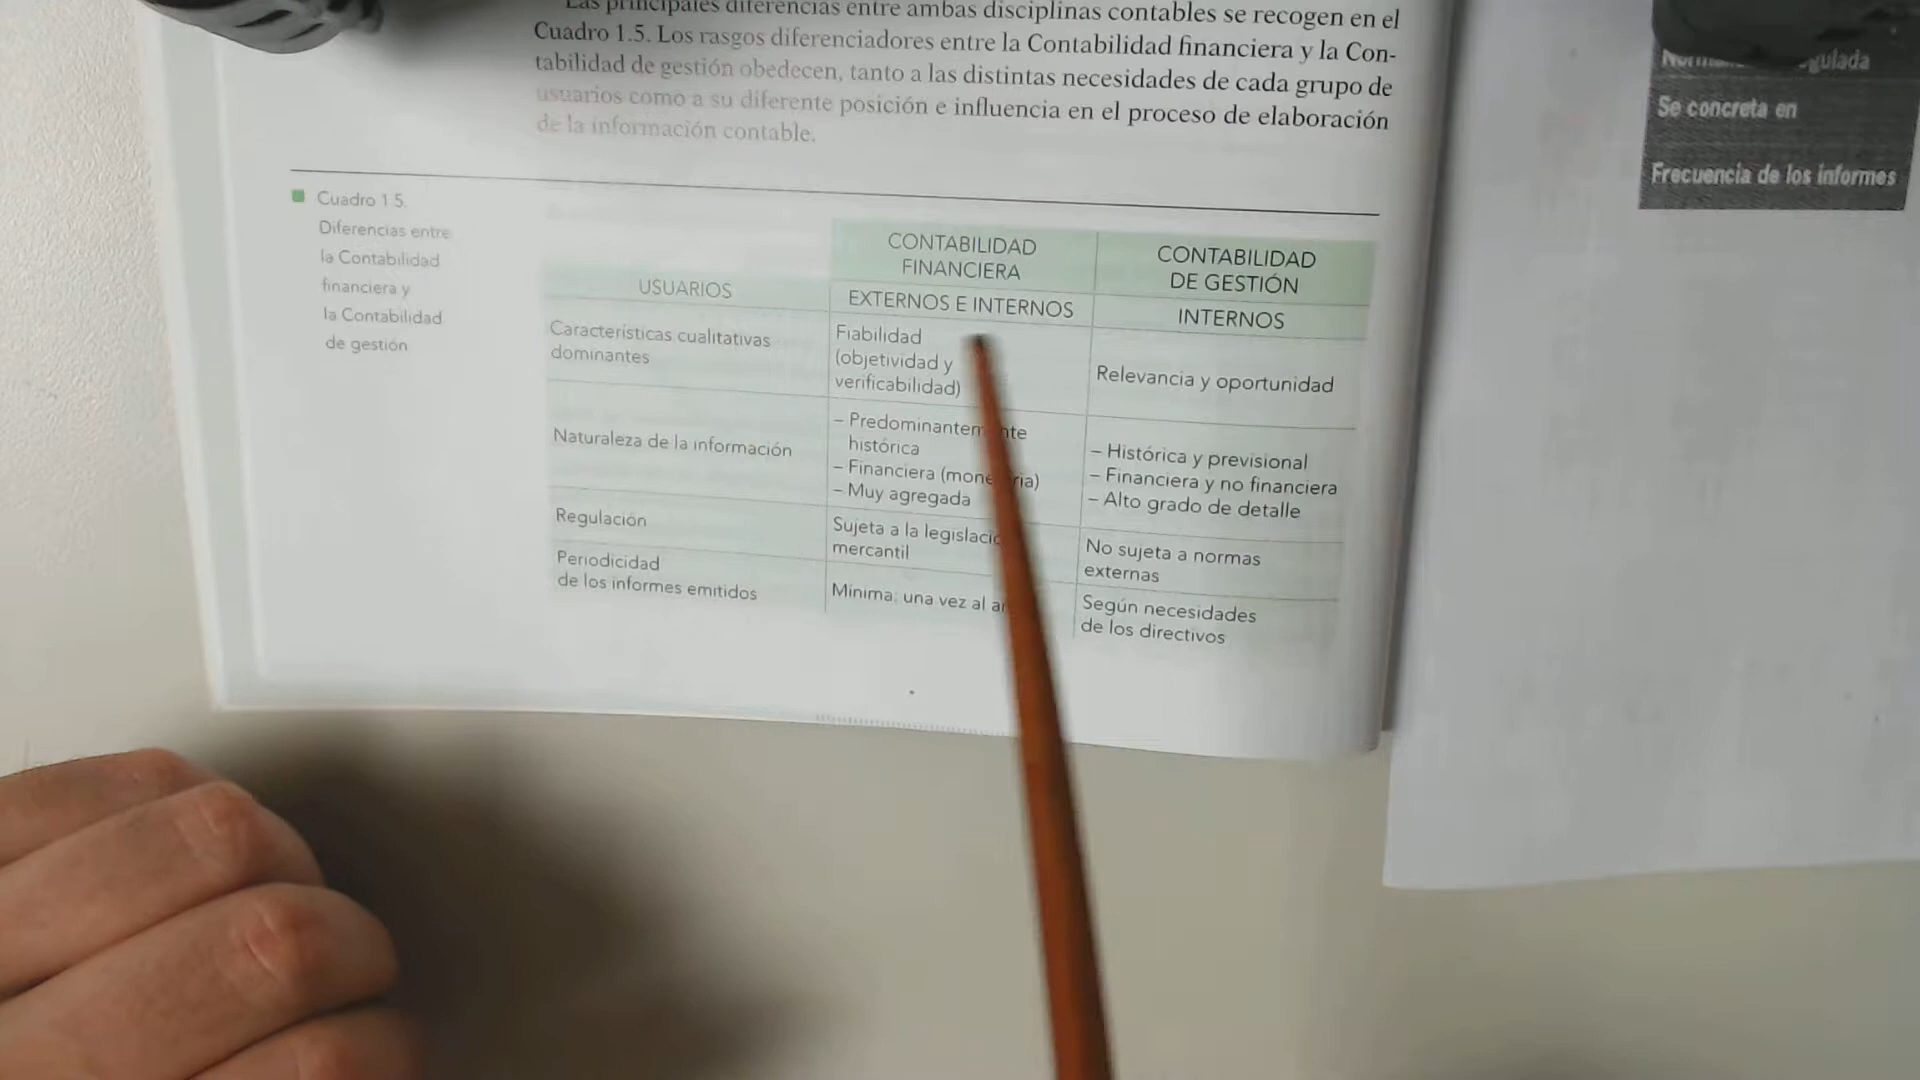 Las principales diferencias entre ambas disciplinas contables se recogen en el
Cuadro 1.5. Los rasgos diferenciadores entre la Contabilidad financiera y la Con-
tabilidad de gestión obedecen, tanto a las distintas necesidades de cada grupo de
usuarios como a su diferente posición e influencia en el proceso de elaboración
de la información contable.
Cuadro 1 5.
Diferencias entre
la Contabilidad
financiera y
la Contabilidad
de gestión
CONTABILIDAD
FINANCIERA
CONTABILIDAD
DE GESTIÓN
USUARIOS
EXTERNOS E INTERNOS
INTERNOS
Características cualitativas
dominantes
Fiabilidad
(objetividad y
verificabilidad)
Relevancia y oportunidad
Naturaleza de la información
– Predominantemente
histórica
– Financiera (monetaria)
– Muy agregada
– Histórica y previsional
– Financiera y no financiera
– Alto grado de detalle
Regulación
Sujeta a la legislació
mercantil
No sujeta a normas
externas
Periodicidad
de los informes emitidos
Mínima: una vez al a
Según necesidades
de los directivos
Se concreta en
Frecuencia de los informes